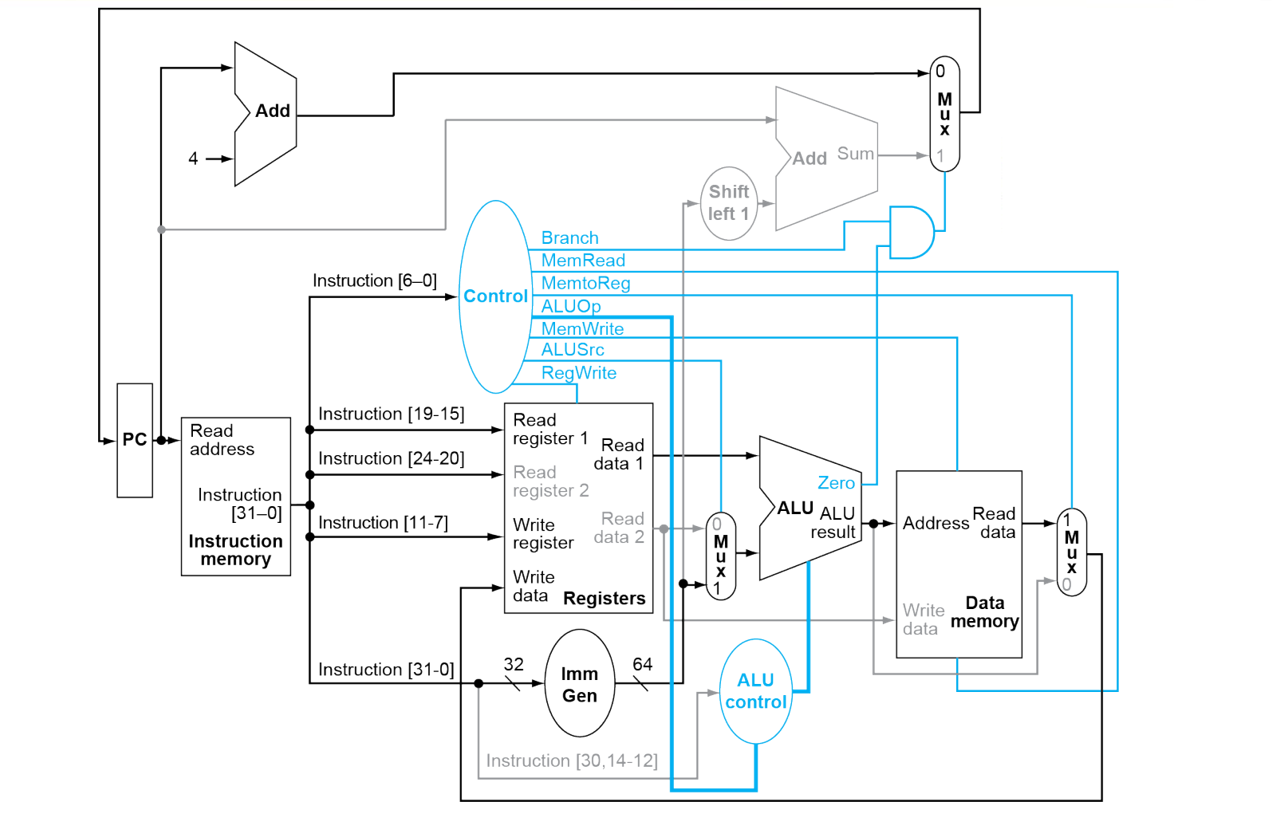 0
M
u
x
1
Add
4
Add
Sum
Shift
left 1
Branch
MemRead
MemtoReg
ALUOp
MemWrite
ALUSrc
RegWrite
Control
Instruction [6–0]
Instruction [19-15]
Instruction [24-20]
Instruction [11-7]
Instruction [31-0]
PC
Read
address
Instruction
[31–0]
Instruction
memory
Read
register 1
Read
register 2
Write
register
Write
data
Read
data 1
Read
data 2
Registers
0
M
u
x
1
Zero
ALU
ALU
result
Address
Read
data
Write
data
Data
memory
1
M
u
x
0
32
Imm
Gen
64
ALU
control
Instruction [30,14-12]